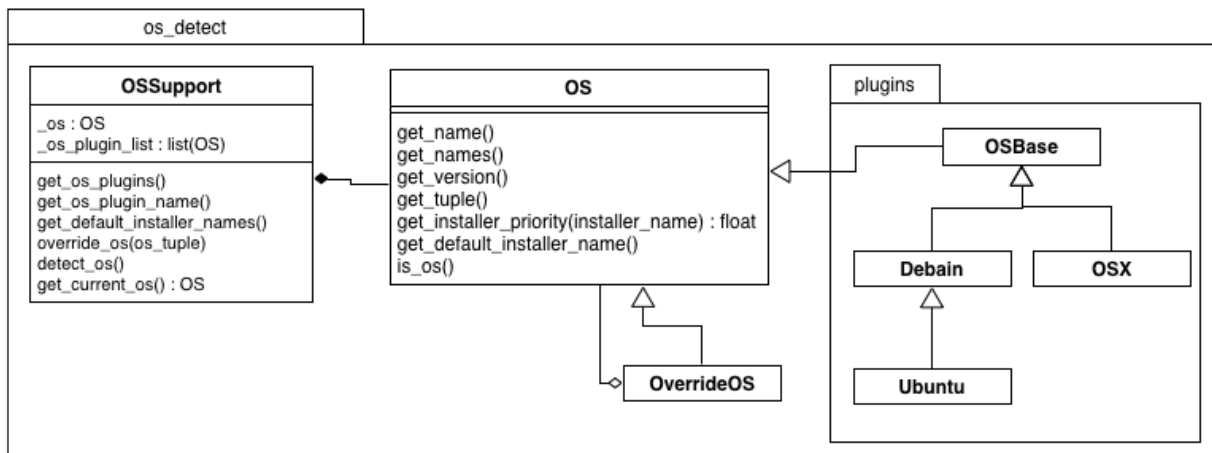 os_detect
OSSupport
_os : OS
_os_plugin_list : list(OS)
get_os_plugins()
get_os_plugin_name()
get_default_installer_names()
override_os(os_tuple)
detect_os()
get_current_os() : OS
OS
get_name()
get_names()
get_version()
get_tuple()
get_installer_priority(installer_name) : float
get_default_installer_name()
is_os()
OverrideOS
plugins
OSBase
Debain
OSX
Ubuntu